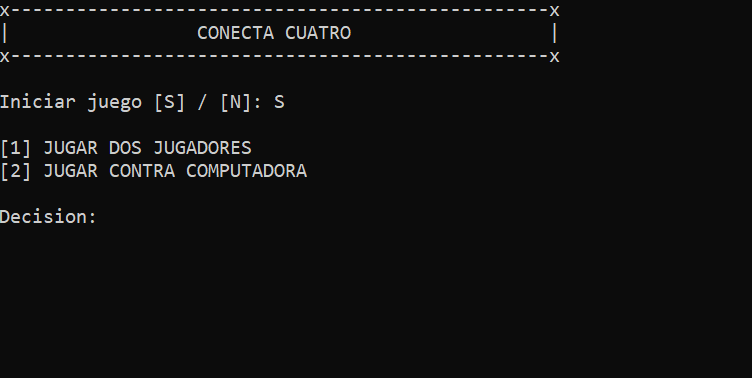 x-------------------------------------------------x
| CONECTA CUATRO |
x-------------------------------------------------x
Iniciar juego [S] / [N]: S
[1] JUGAR DOS JUGADORES
[2] JUGAR CONTRA COMPUTADORA
Decision: